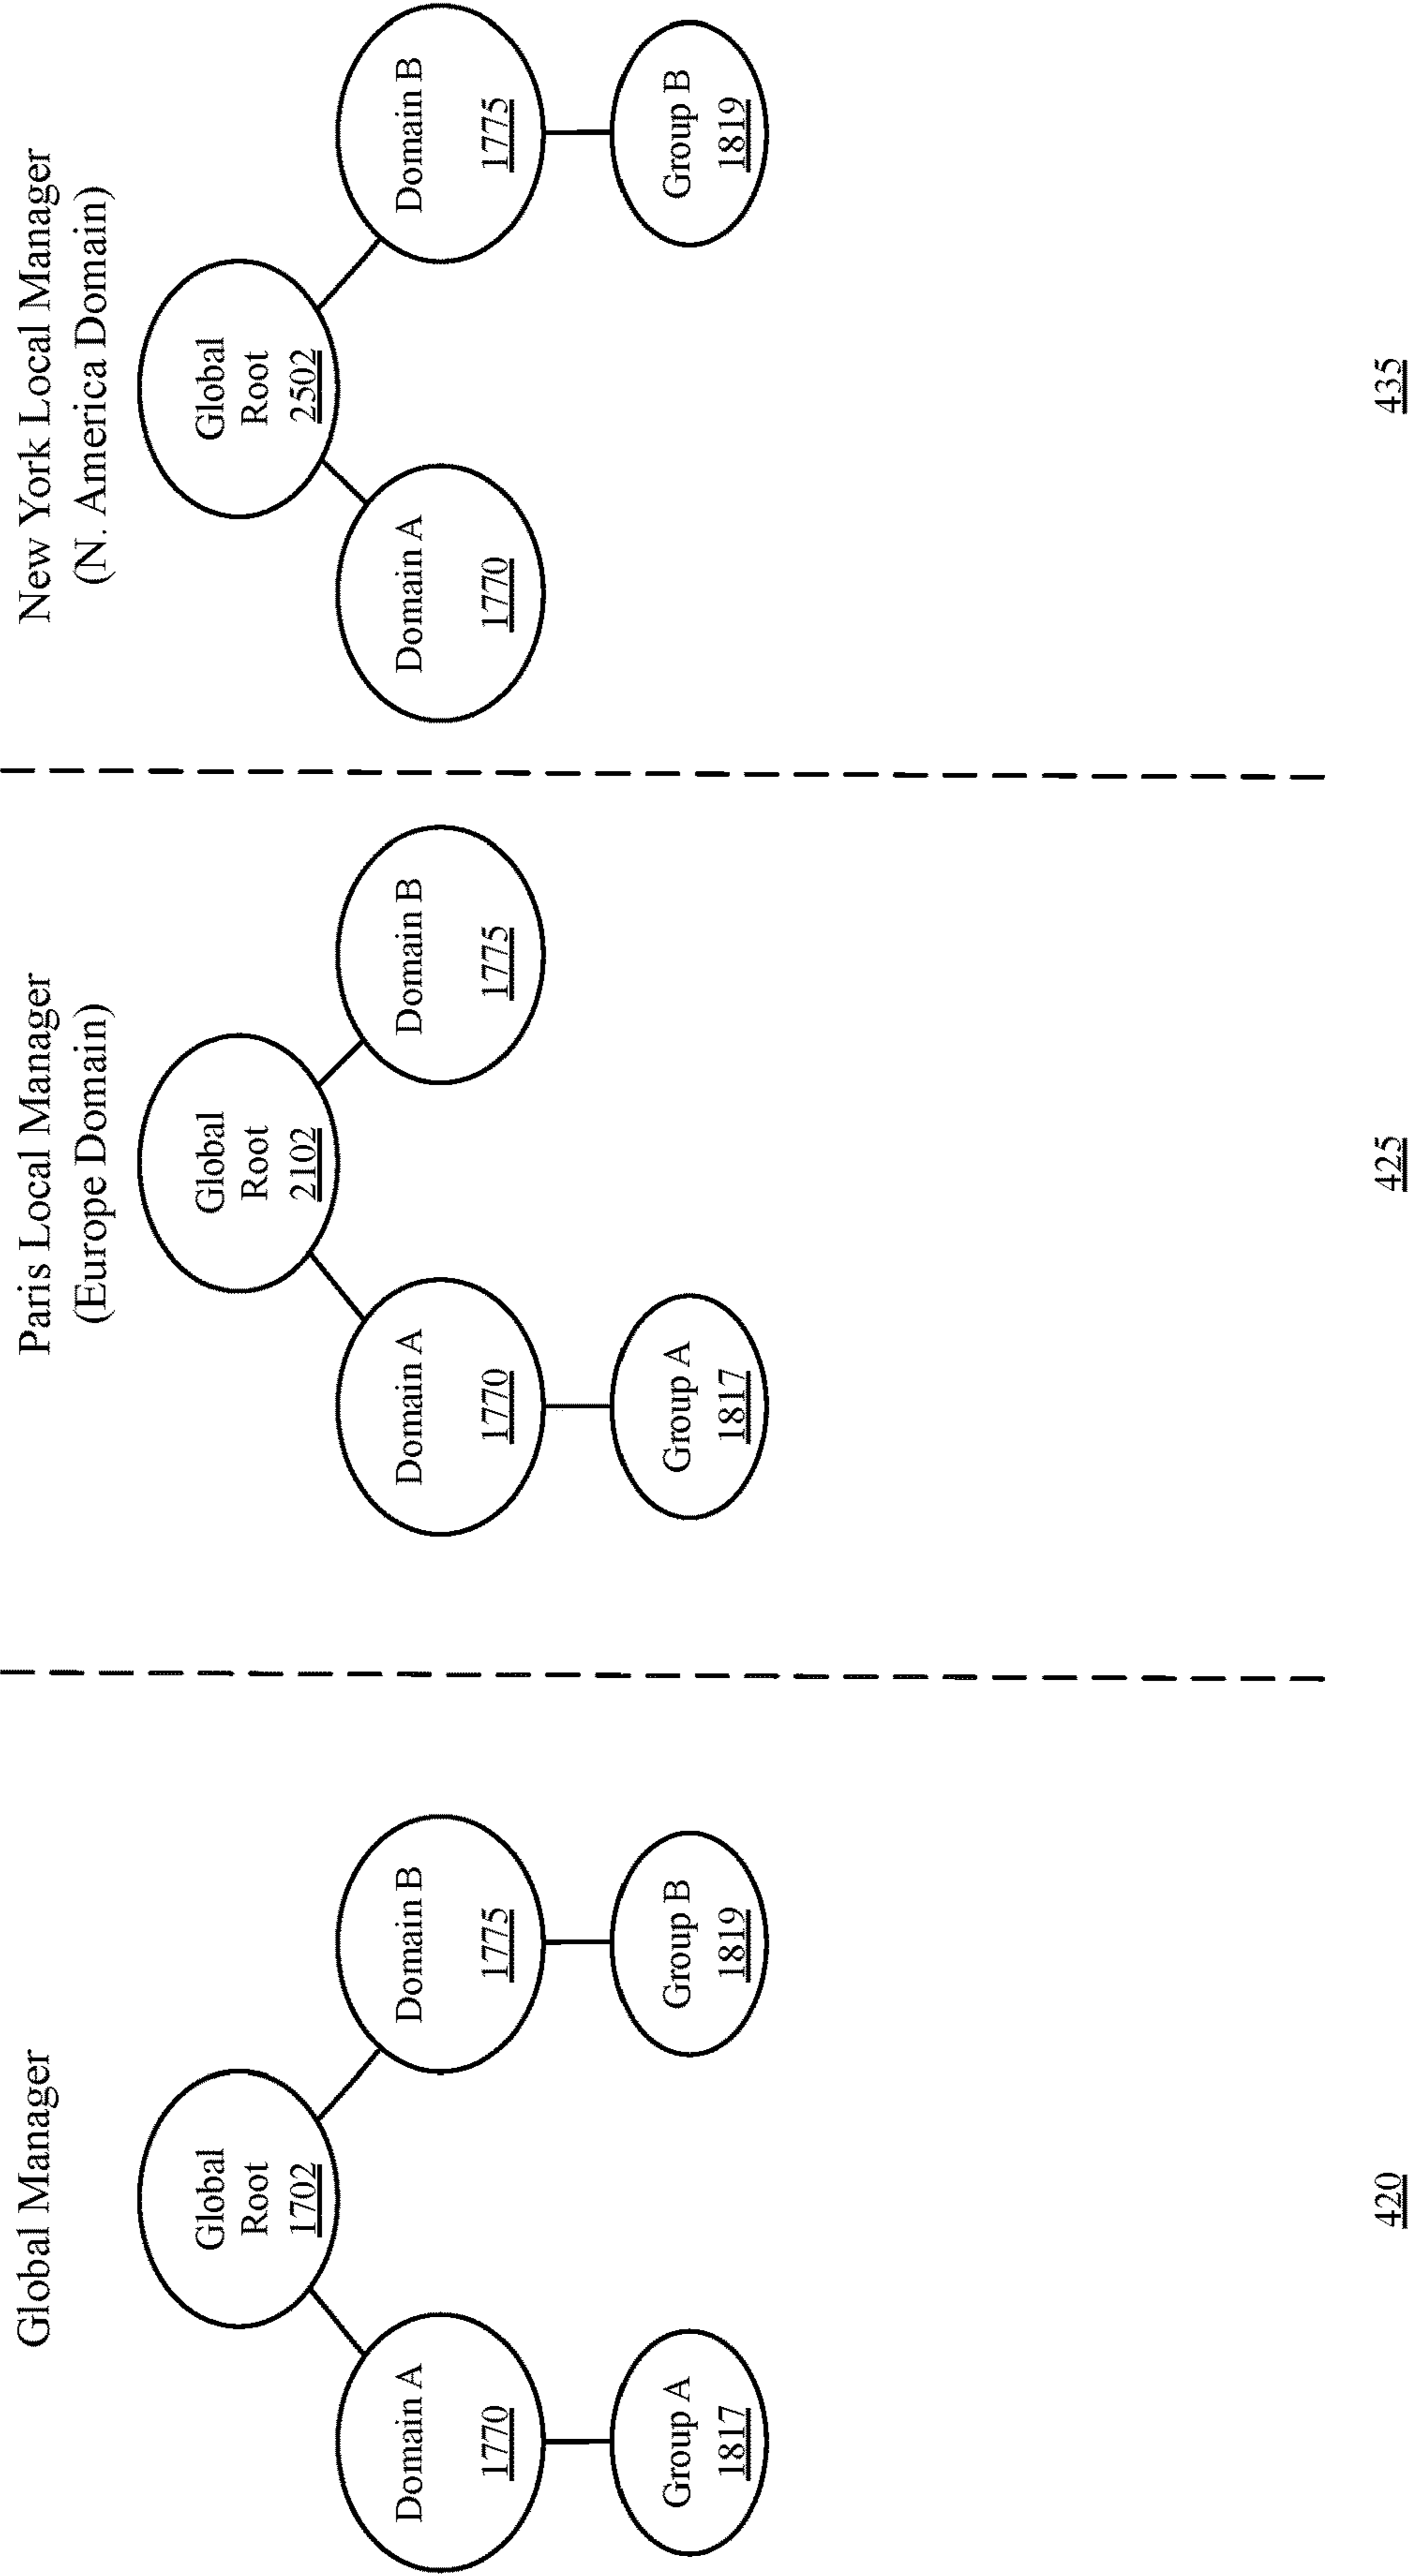 Global Manager
Global
Root
1702
Domain A
1770
Domain B
1775
Group A
1817
Group B
1819
420
Paris Local Manager
(Europe Domain)
Global
Root
2102
Domain A
1770
Domain B
1775
Group A
1817
425
New York Local Manager
(N. America Domain)
Global
Root
2502
Domain A
1770
Domain B
1775
Group B
1819
435